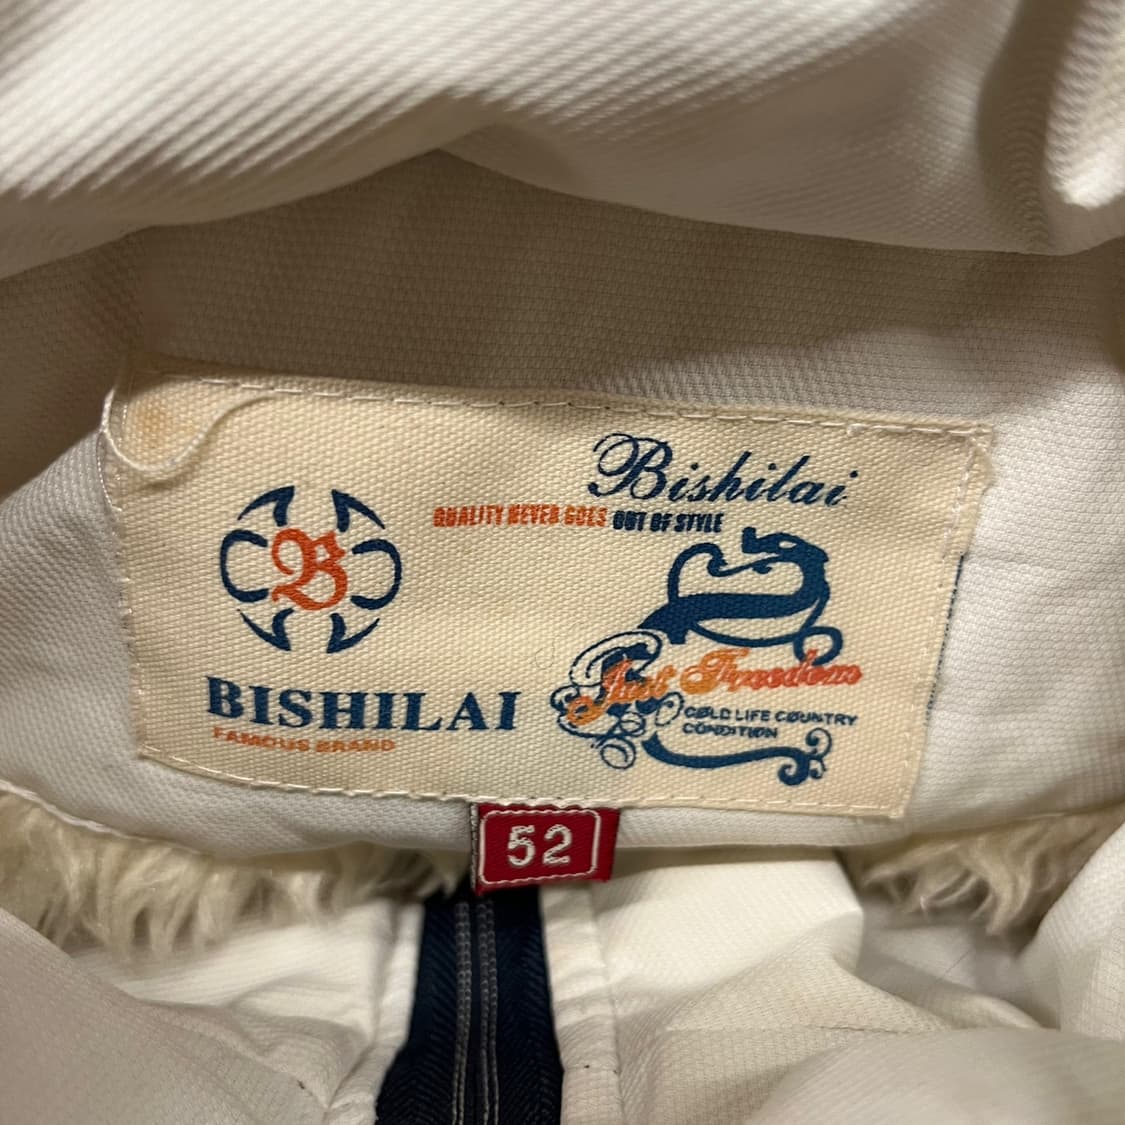 Bishilai
QUALITY NEVER GOES OUT OF STYLE
B
BISHILAI
FAMOUS BRAND
Just Freedom
COLD LIFE COUNTRY
CONDITION
52